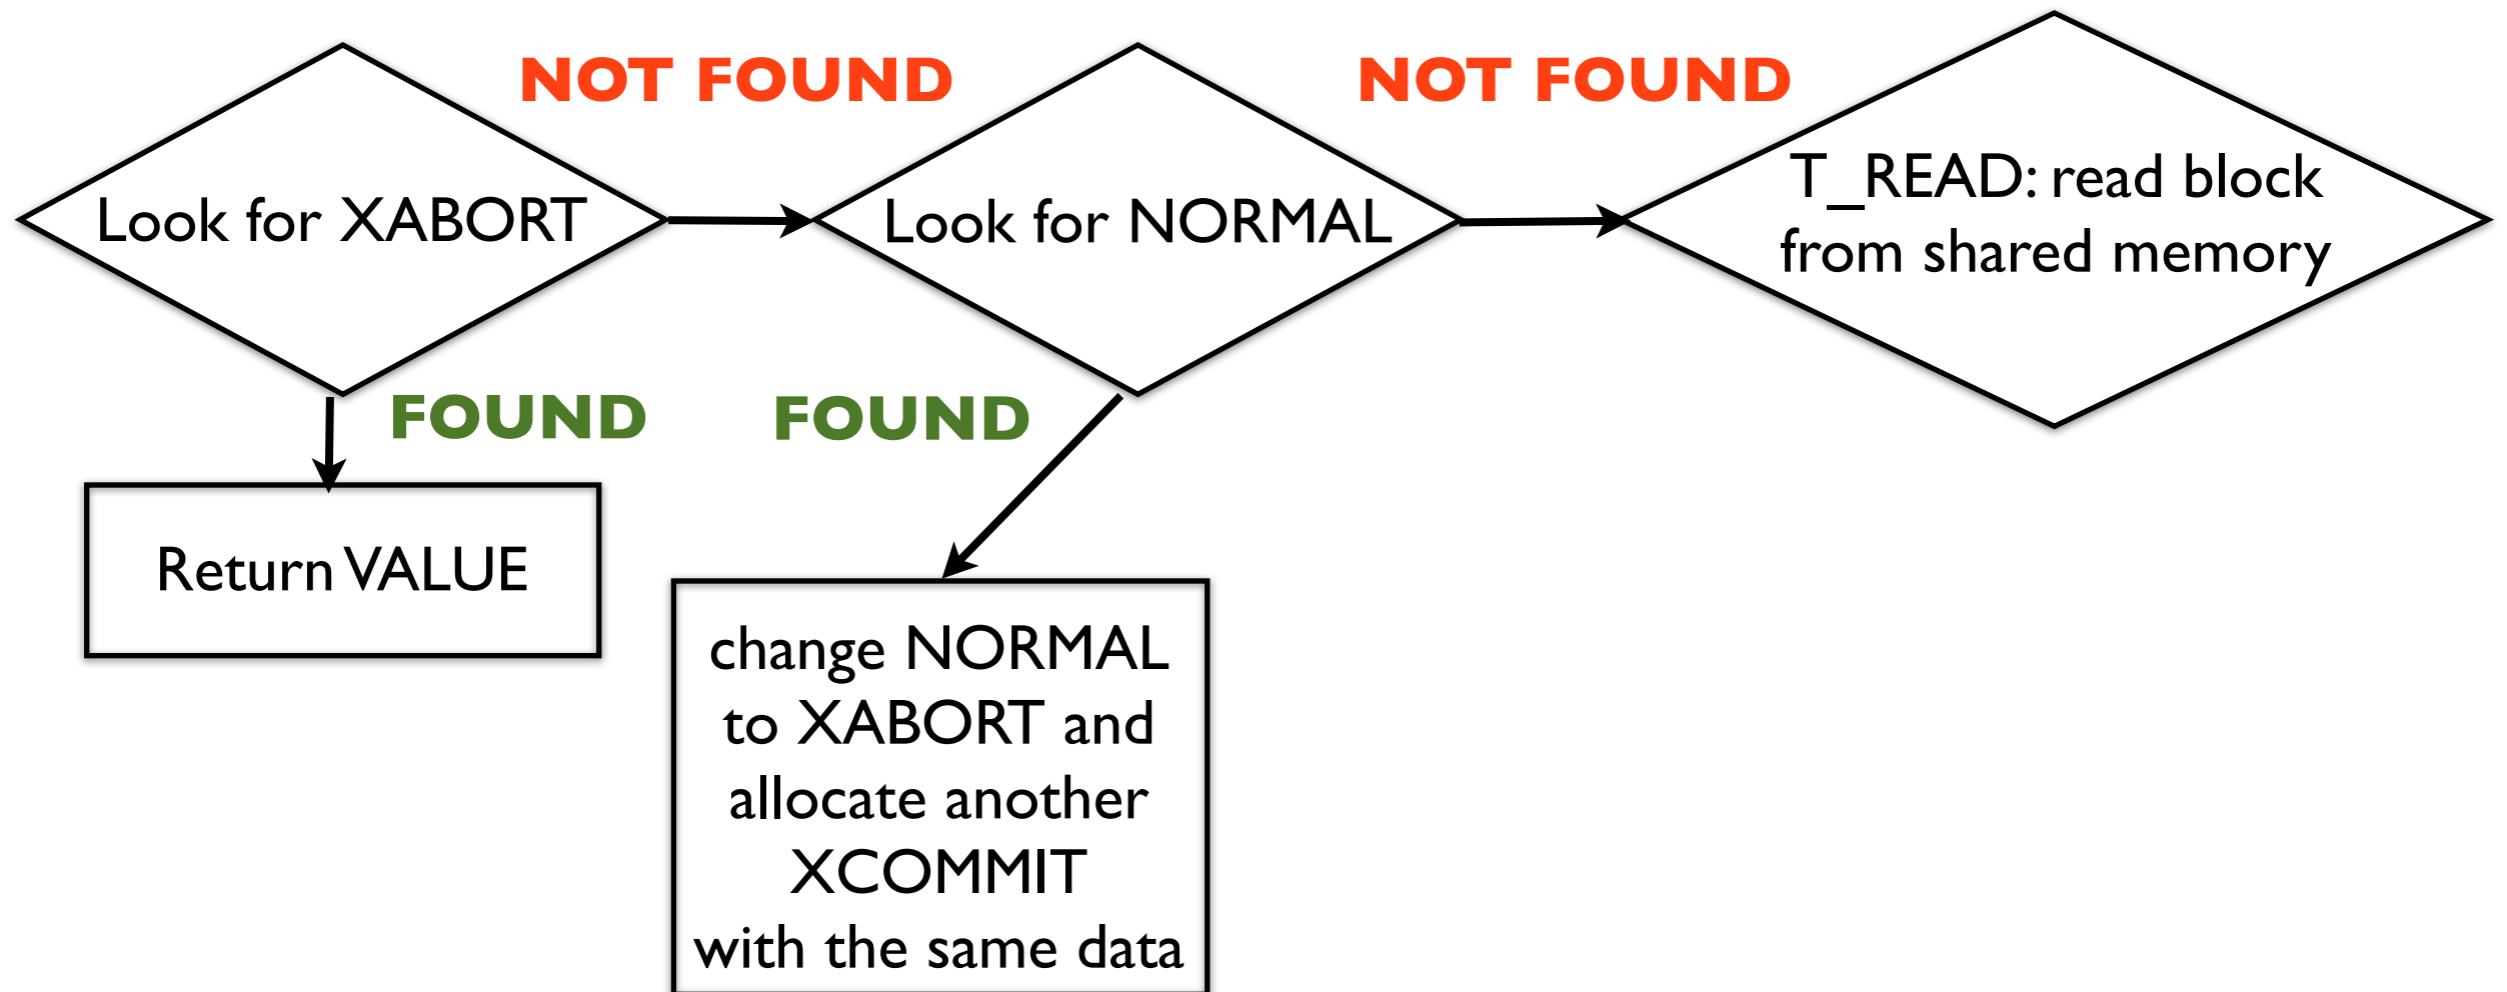 NOT FOUND
NOT FOUND
Look for XABORT
Look for NORMAL
T_READ: read block
from shared memory
FOUND
FOUND
Return VALUE
change NORMAL
to XABORT and
allocate another
XCOMMIT
with the same data